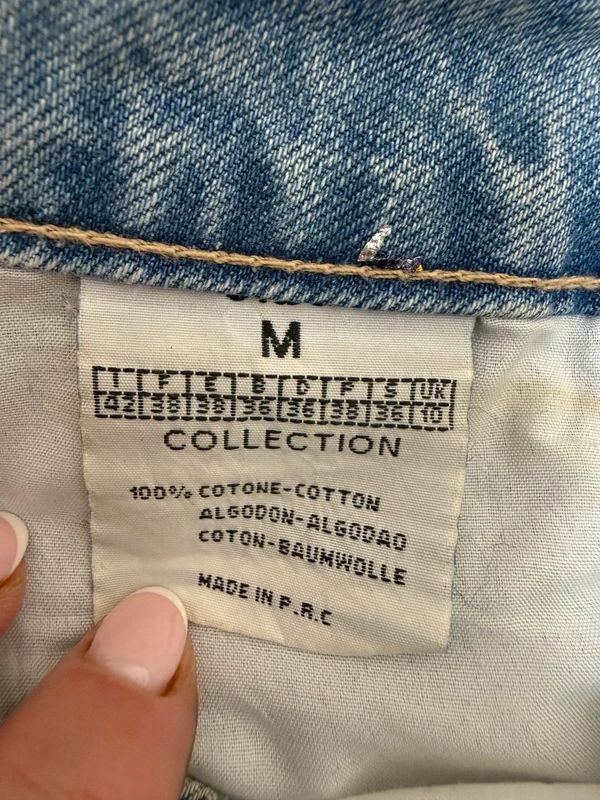 M
I F E B D F S UK
42 38 38 36 36 38 36 10
COLLECTION
100% COTONE-COTTON
ALGODON-ALGODAO
COTON-BAUMWOLLE
MADE IN P.R.C